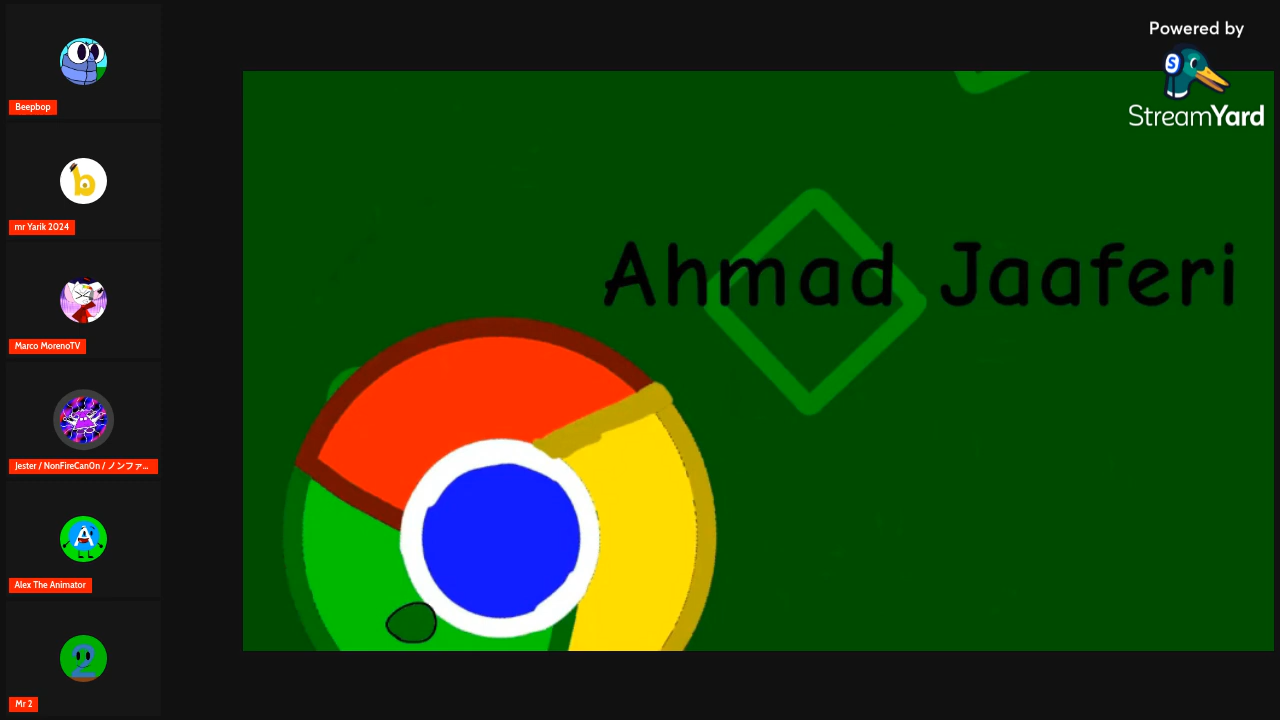 Powered by
StreamYard
Beepbop
mr Yarik 2024
Marco MorenoTV
Jester / NonFireCanOn / ノンファ...
Alex The Animator
Mr 2
Ahmad Jaaferi
S
b
A
2